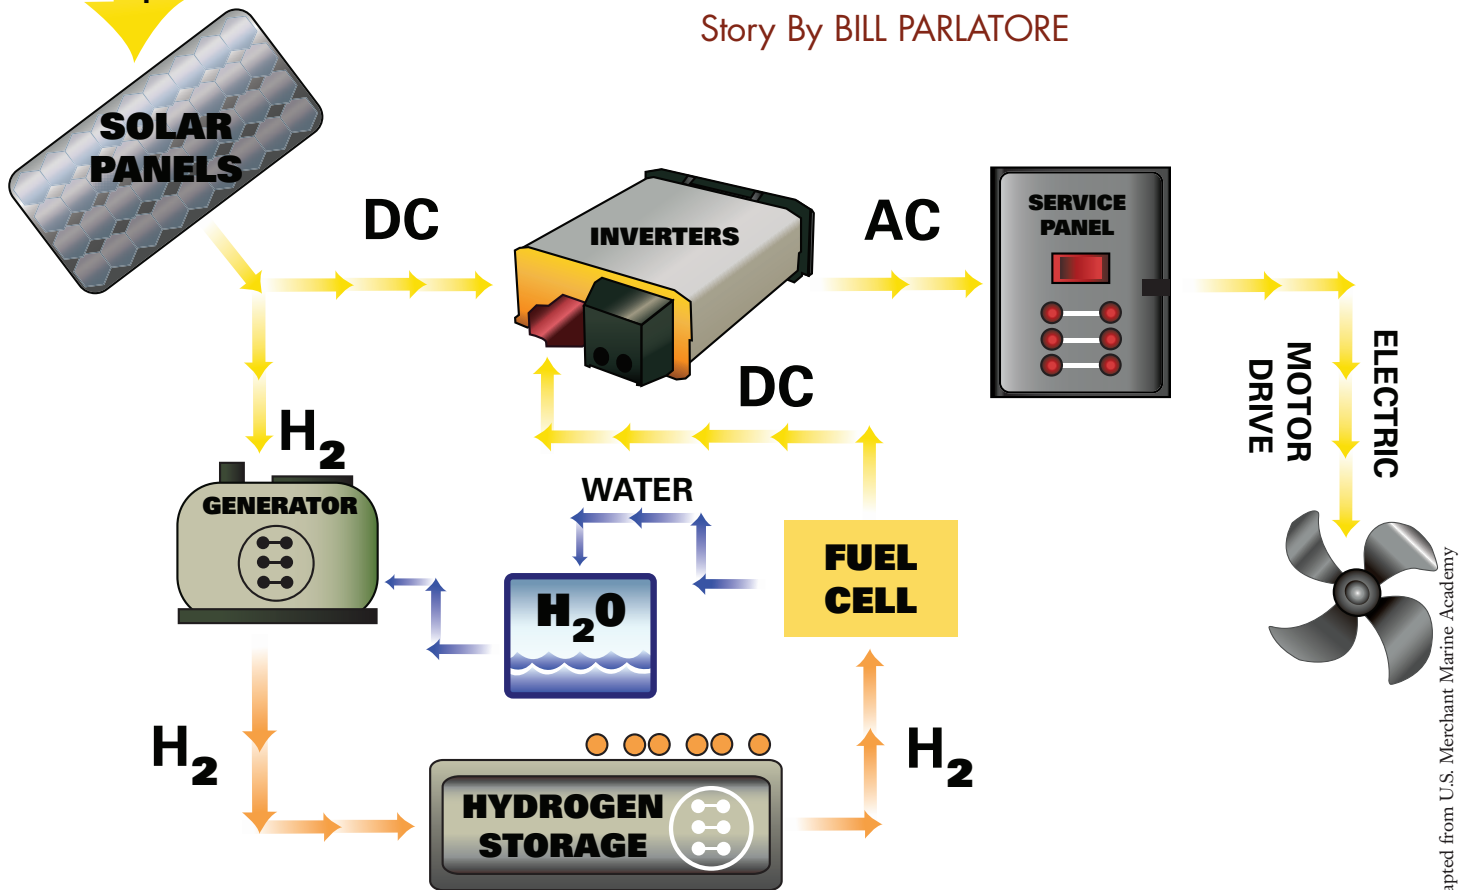 Story By BILL PARLATORE
SOLAR
PANELS
DC
INVERTERS
AC
SERVICE
PANEL
ELECTRIC
MOTOR
DRIVE
DC
H₂
GENERATOR
WATER
H₂O
FUEL
CELL
H₂
HYDROGEN
STORAGE
H₂
from U.S. Merchant Marine Academy